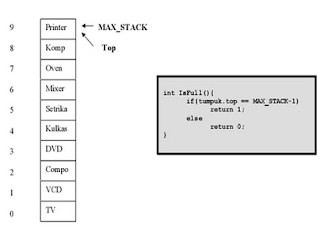 9 Printer MAX_STACK
8 Komp Top
7 Oven
6 Mixer
5 Setrika
4 Kulkas
3 DVD
2 Compo
1 VCD
0 TV
int IsFull(){
if(tumpuk.top == MAX_STACK-1)
return 1;
else
return 0;
}